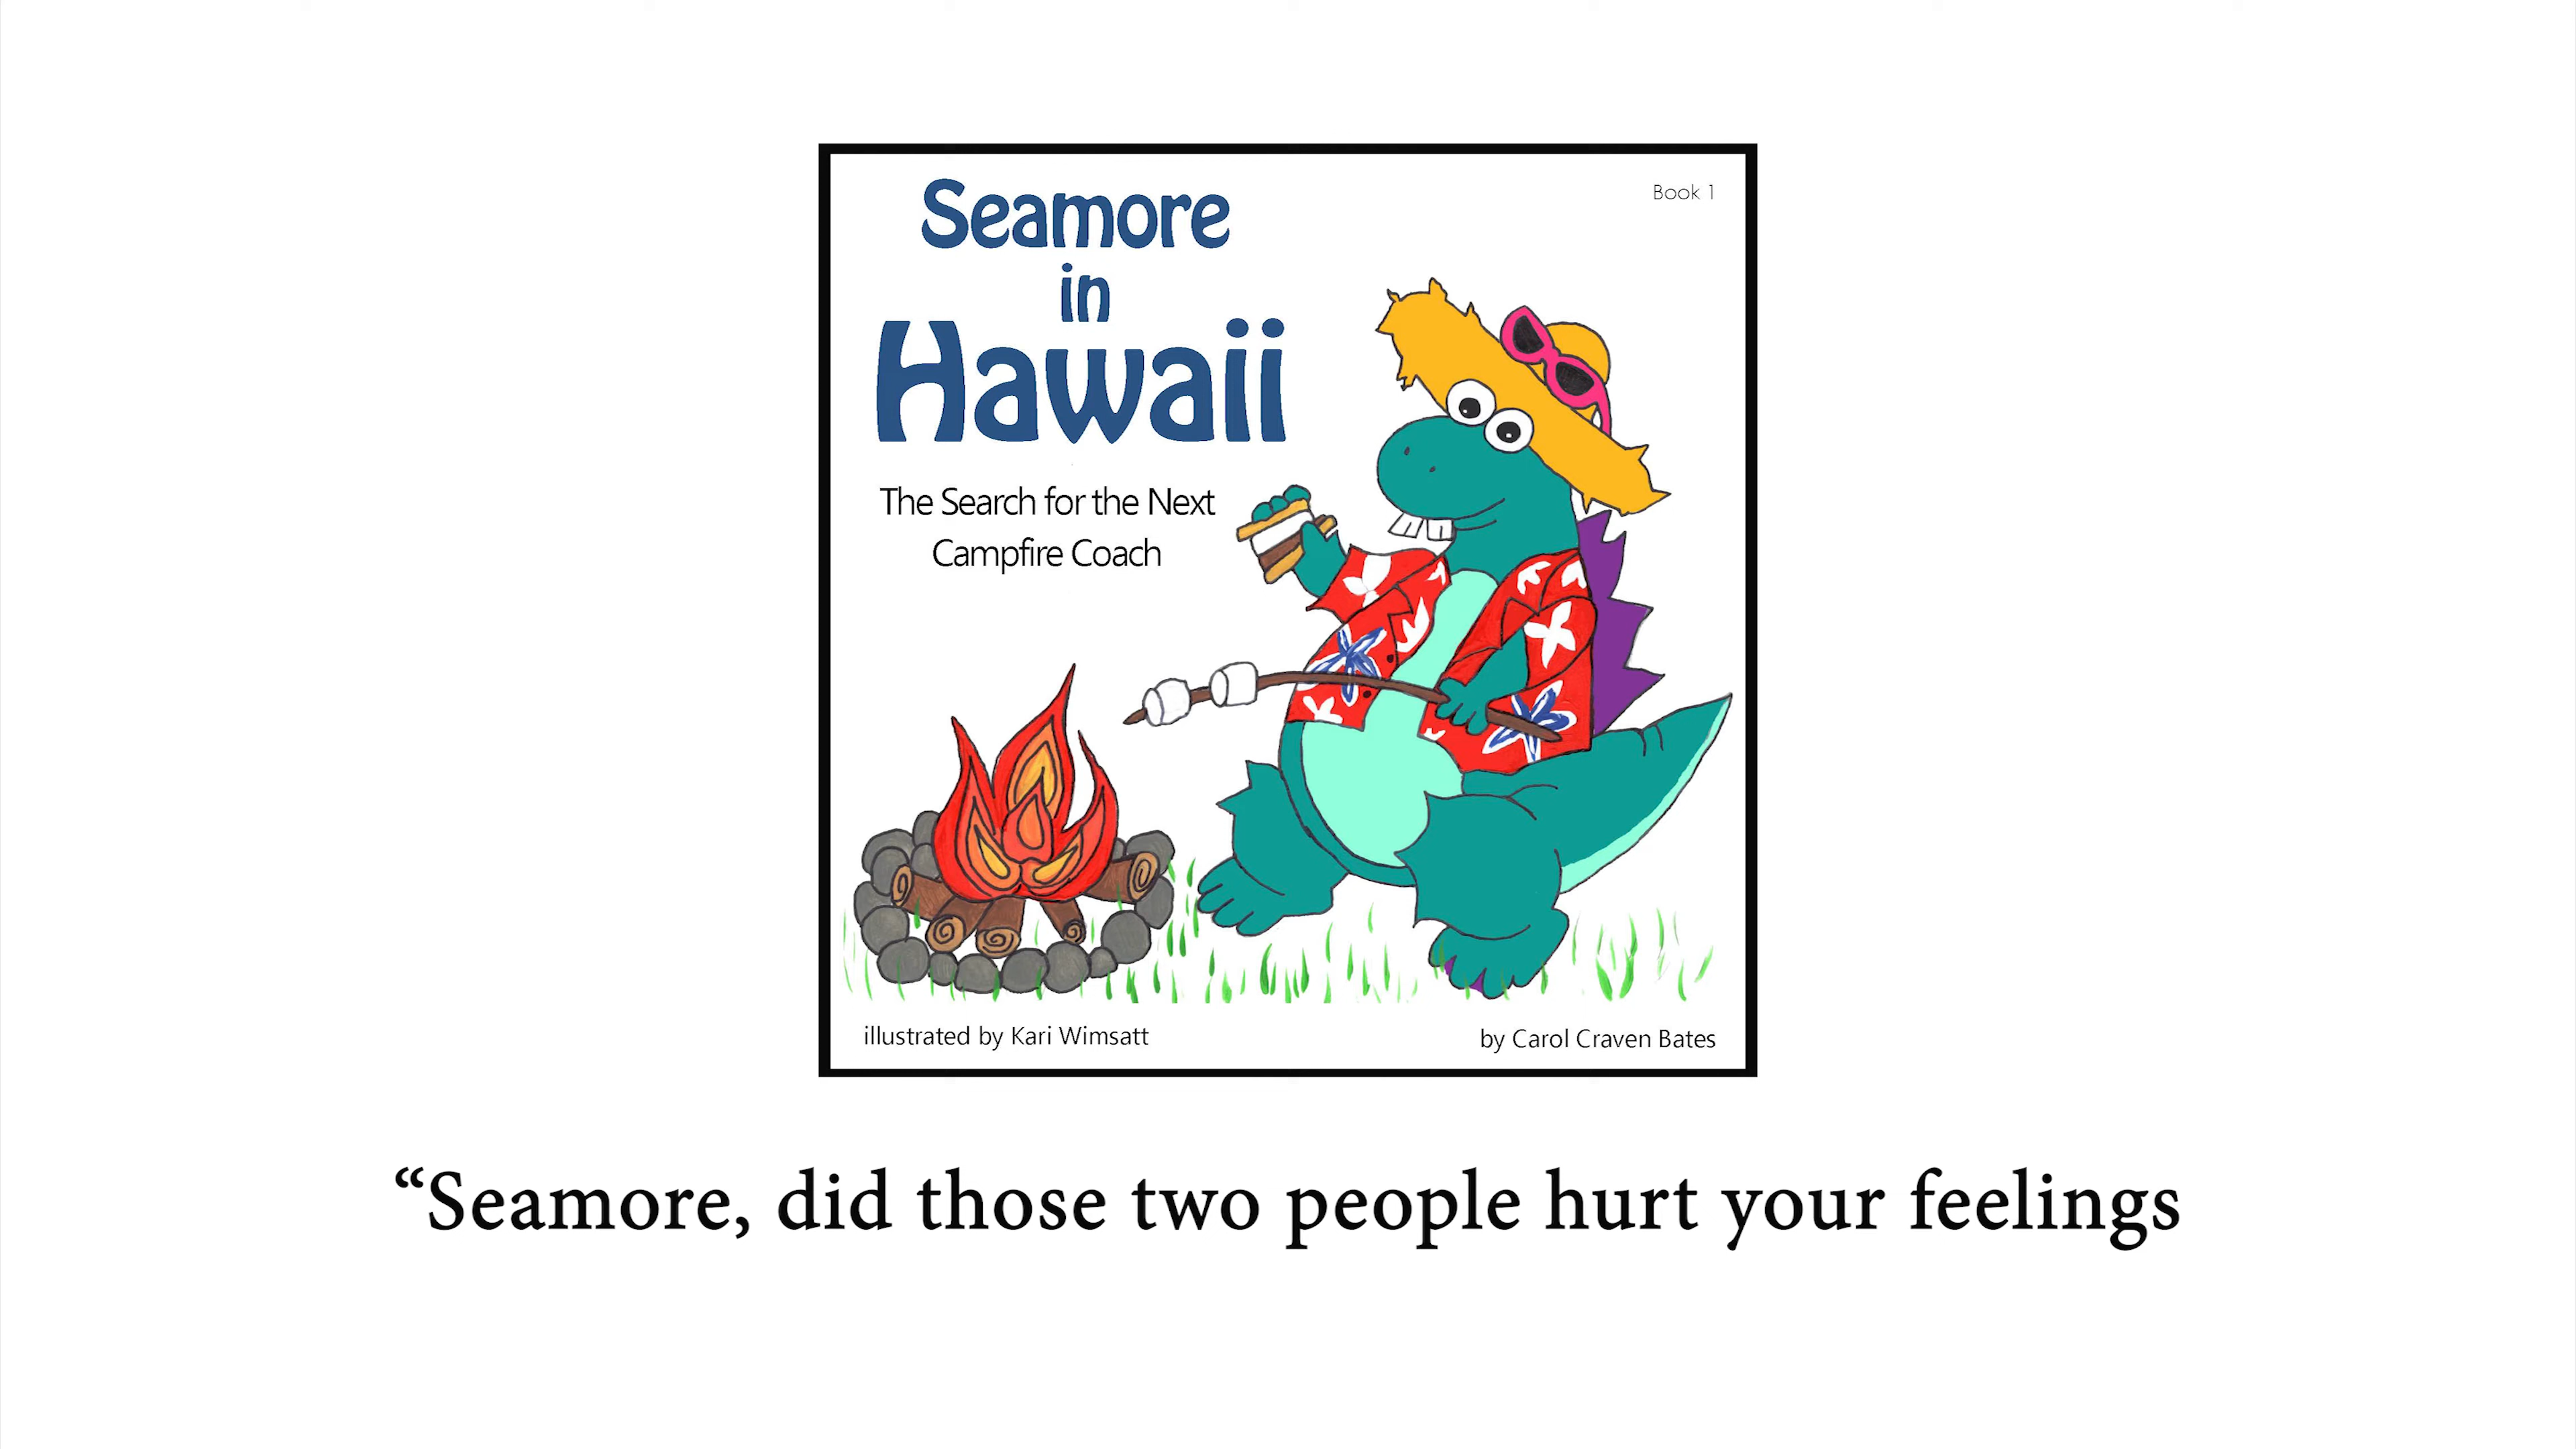 Book 1
Seamore
in
Hawaii
The Search for the Next
Campfire Coach
illustrated by Kari Wimsatt
by Carol Craven Bates
“Seamore, did those two people hurt your feelings